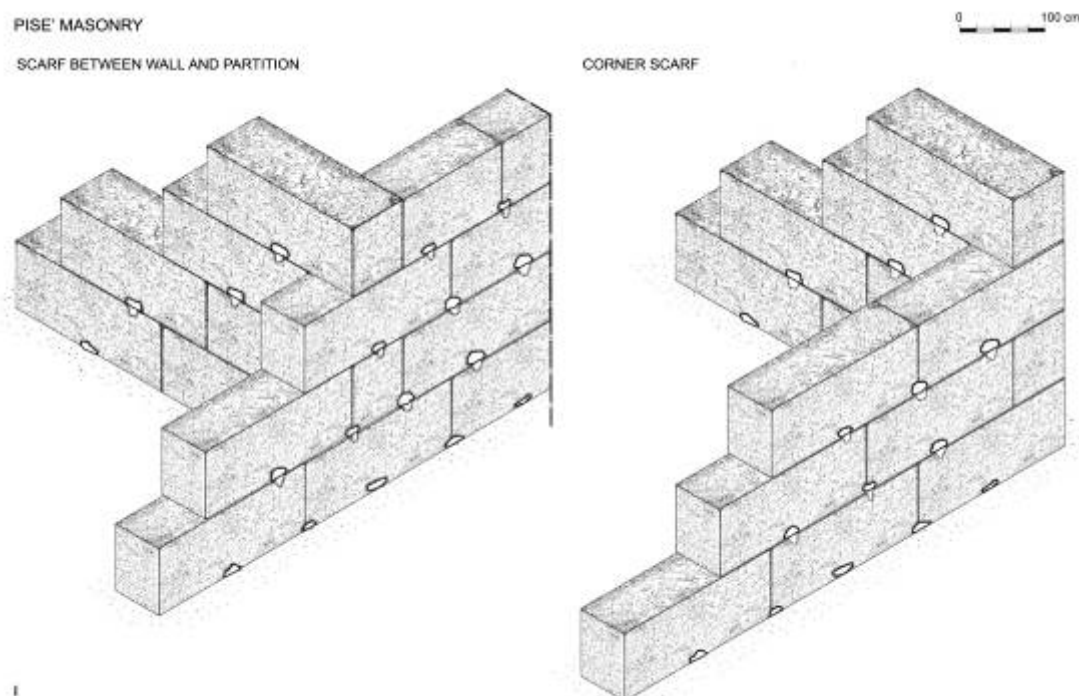 PISE' MASONRY
0 100 cm
SCARF BETWEEN WALL AND PARTITION
CORNER SCARF